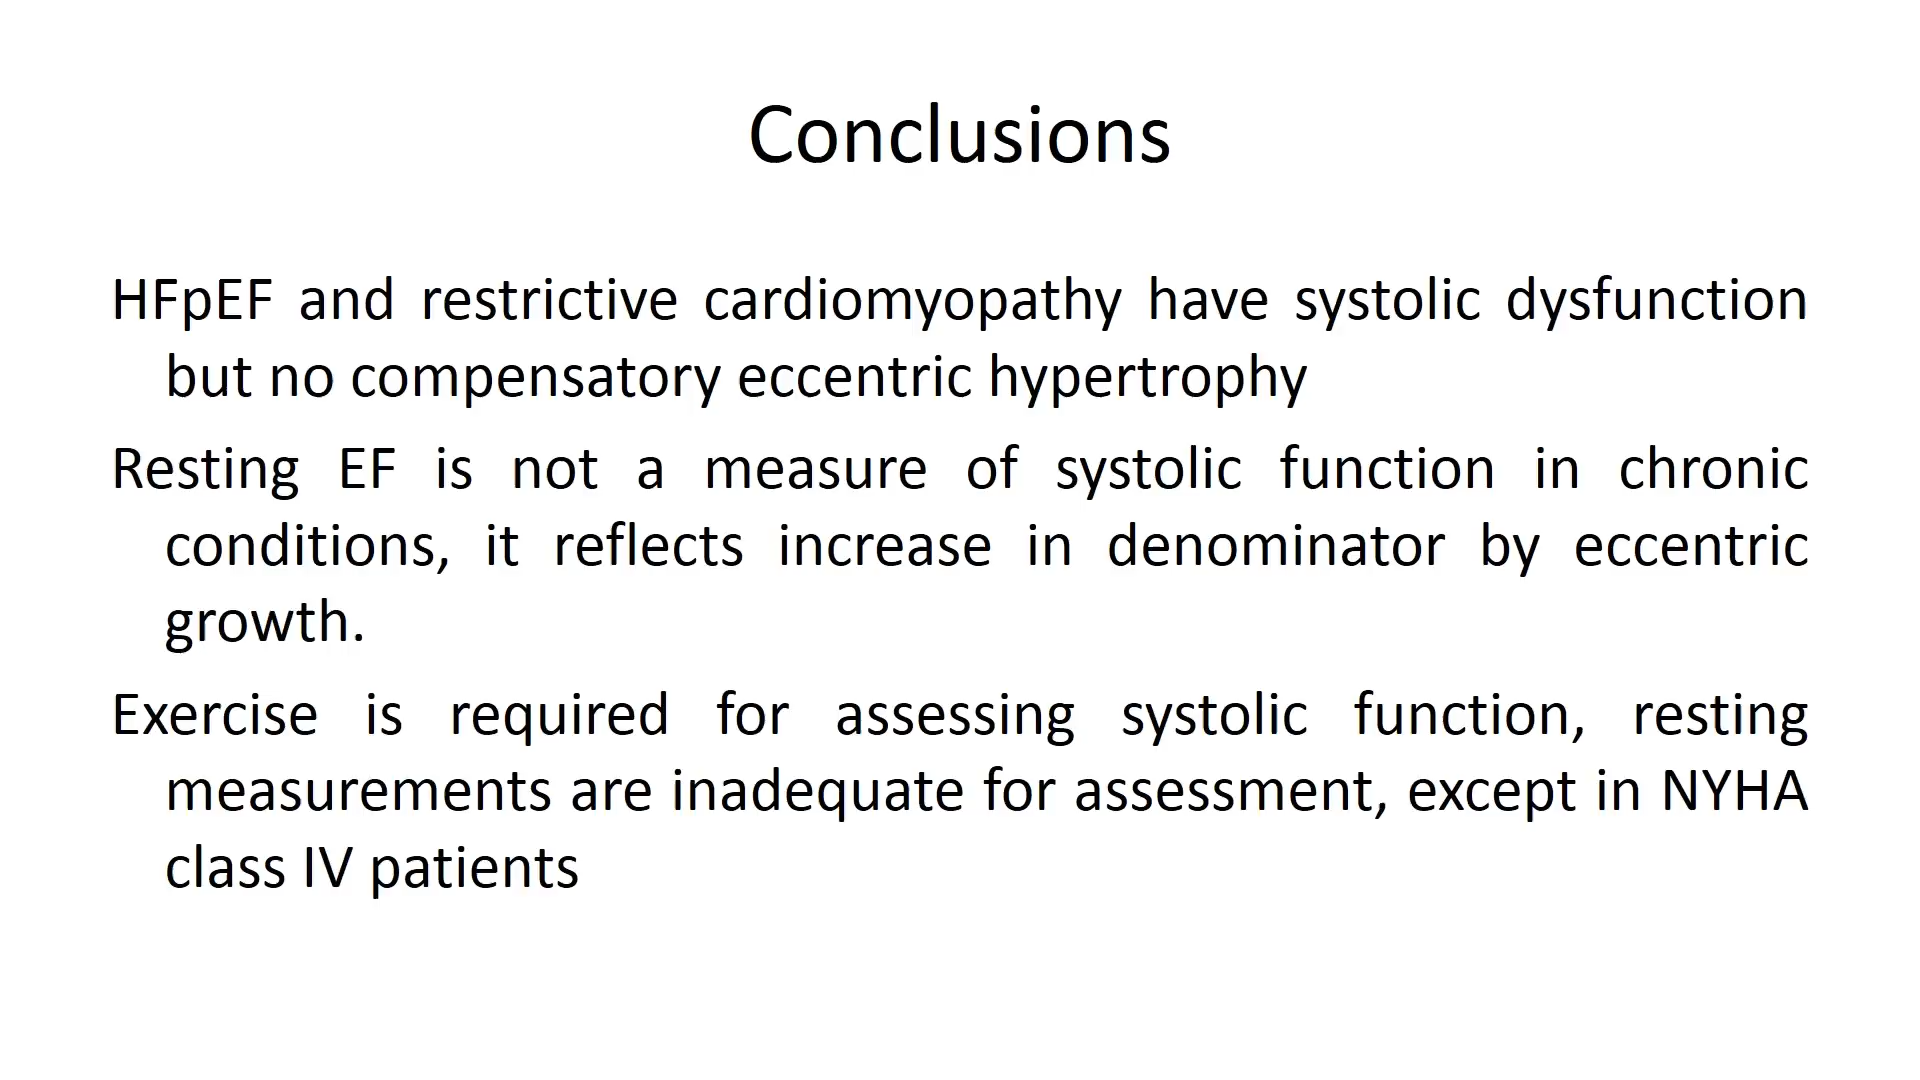 Conclusions
HFpEF and restrictive cardiomyopathy have systolic dysfunction
but no compensatory eccentric hypertrophy
Resting EF is not a measure of systolic function in chronic
conditions, it reflects increase in denominator by eccentric
growth.
Exercise is required for assessing systolic function, resting
measurements are inadequate for assessment, except in NYHA
class IV patients